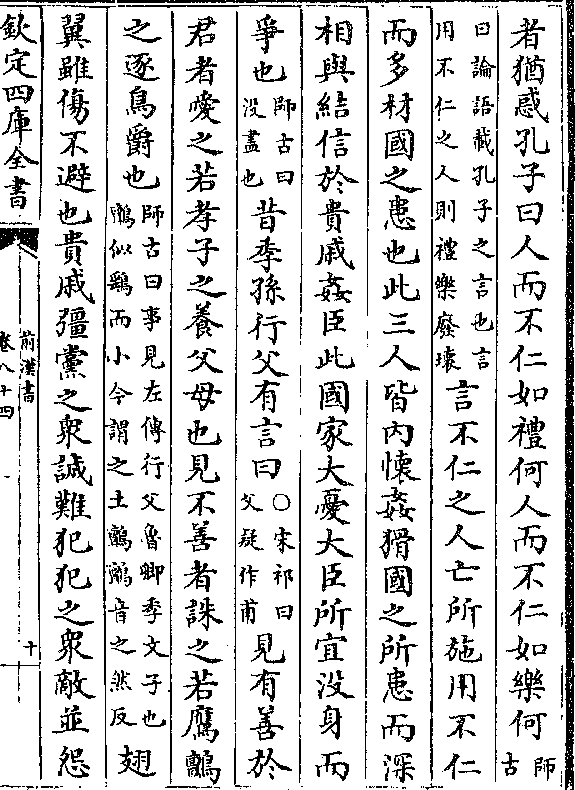 者猶惑孔子曰人而不仁如禮何人而不仁如樂何師古
曰論語載孔子之言也言用不仁之人則禮樂廢壞言不仁之人亡所施用不仁
而多材國之患也此三人皆内懷姦猾國之所患而深
相與結信於貴戚姦臣此國家大憂大臣所宜没身而
爭也師古曰没盡也昔季孫行父有言曰○宋祁曰父疑作甫見有善於
君者愛之若孝子之養父母也見不善者誅之若鷹鸇
之逐鳥爵也師古曰事見左傳行父魯卿季文子也鸇似鷂而小今謂之土鸇鸇音之然反翅
翼雖傷不避也貴戚彊黨之衆誠難犯犯之衆敵並怨
欽定四庫全書
前漢書
卷八十四
十